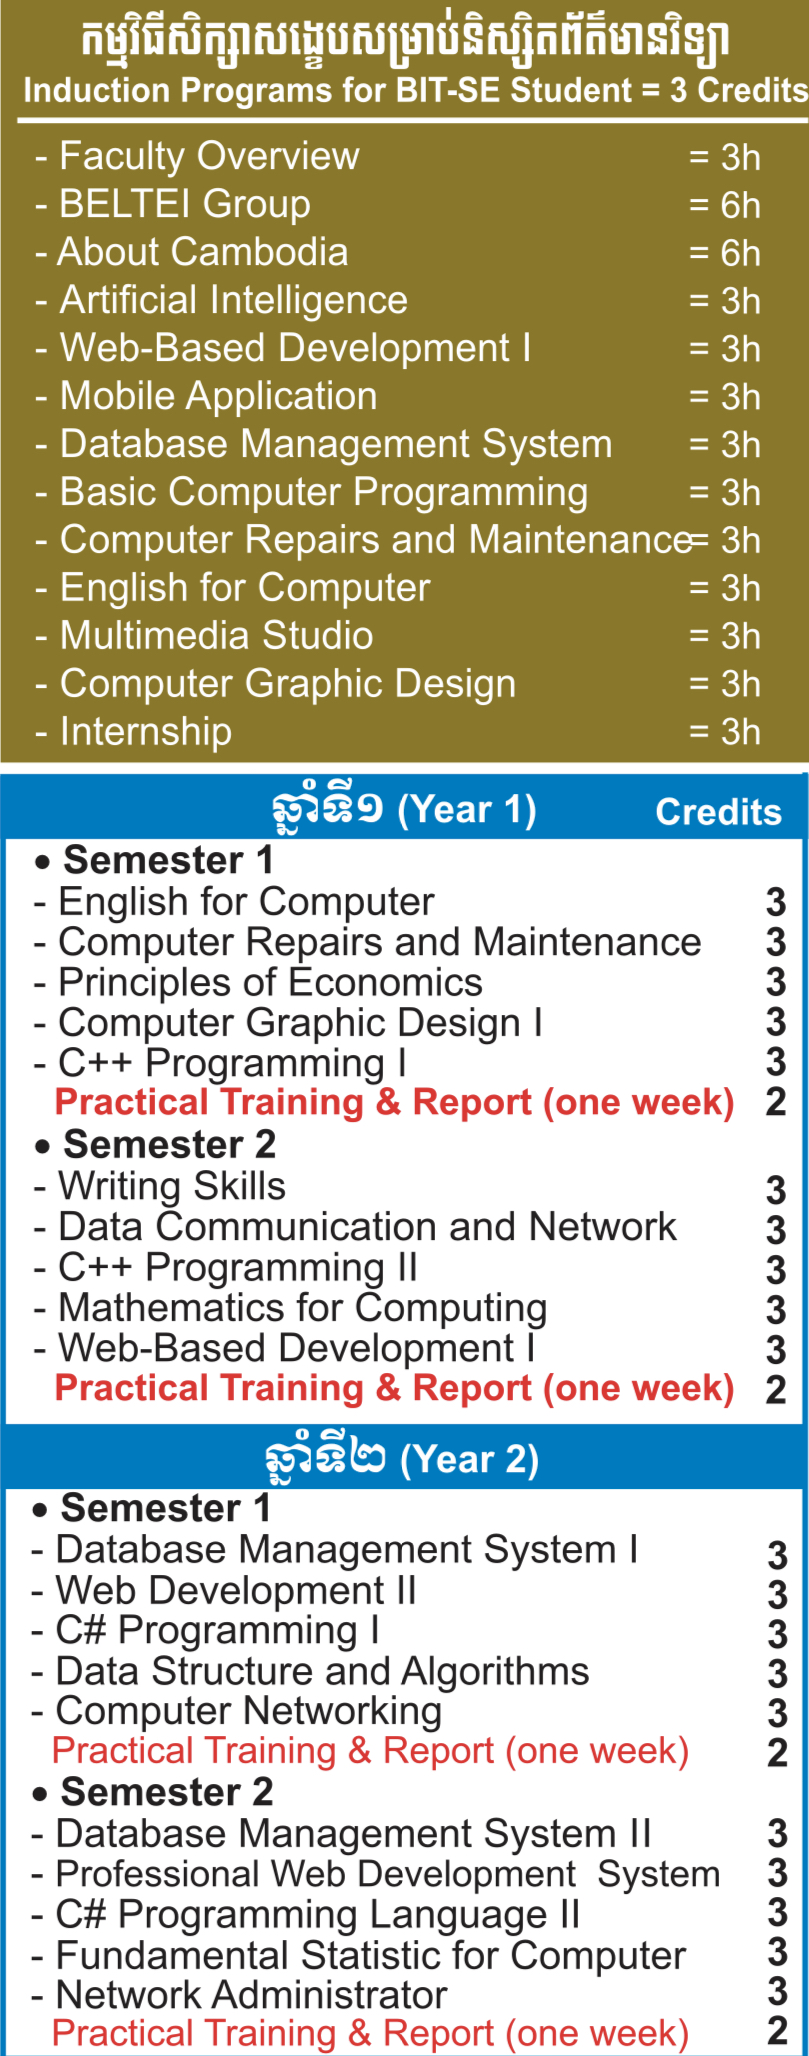 កម្មវិធីសិក្សាសង្ខេបសម្រាប់និស្សិតព័ត៌មានវិទ្យា
Induction Programs for BIT-SE Student = 3 Credits
- Faculty Overview = 3h
- BELTEI Group = 6h
- About Cambodia = 6h
- Artificial Intelligence = 3h
- Web-Based Development I = 3h
- Mobile Application = 3h
- Database Management System = 3h
- Basic Computer Programming = 3h
- Computer Repairs and Maintenance= 3h
- English for Computer = 3h
- Multimedia Studio = 3h
- Computer Graphic Design = 3h
- Internship = 3h
ឆ្នាំទី១ (Year 1) Credits
• Semester 1
- English for Computer 3
- Computer Repairs and Maintenance 3
- Principles of Economics 3
- Computer Graphic Design I 3
- C++ Programming I 3
Practical Training & Report (one week) 2
• Semester 2
- Writing Skills 3
- Data Communication and Network 3
- C++ Programming II 3
- Mathematics for Computing 3
- Web-Based Development I 3
Practical Training & Report (one week) 2
ឆ្នាំទី២ (Year 2)
• Semester 1
- Database Management System I 3
- Web Development II 3
- C# Programming I 3
- Data Structure and Algorithms 3
- Computer Networking 3
Practical Training & Report (one week) 2
• Semester 2
- Database Management System II 3
- Professional Web Development System 3
- C# Programming Language II 3
- Fundamental Statistic for Computer 3
- Network Administrator 3
Practical Training & Report (one week) 2